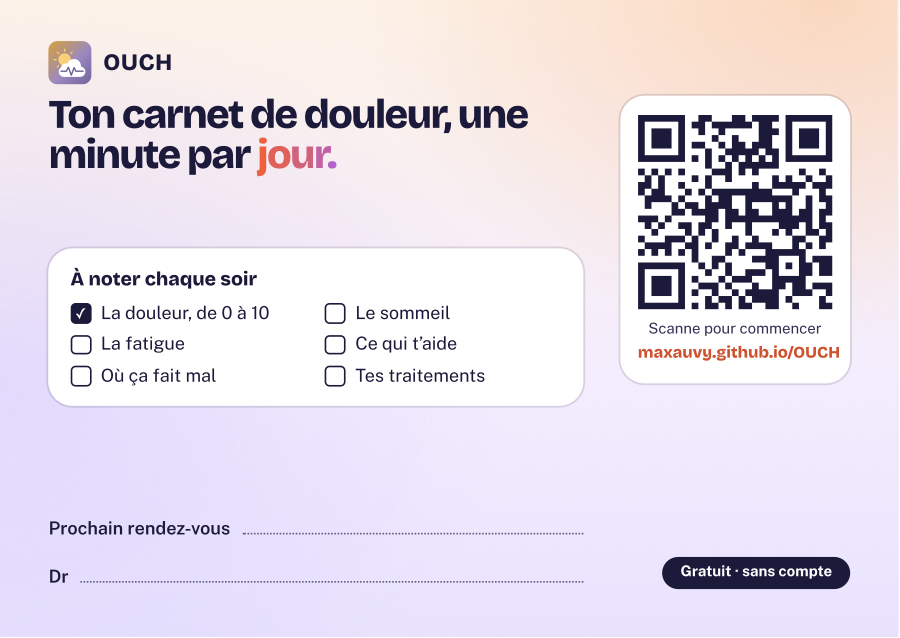 OUCH
Ton carnet de douleur, une
minute par jour.
À noter chaque soir
La douleur, de 0 à 10
La fatigue
Où ça fait mal
Le sommeil
Ce qui t’aide
Tes traitements
Scanne pour commencer
maxauvy.github.io/OUCH
Prochain rendez-vous
Dr
Gratuit · sans compte